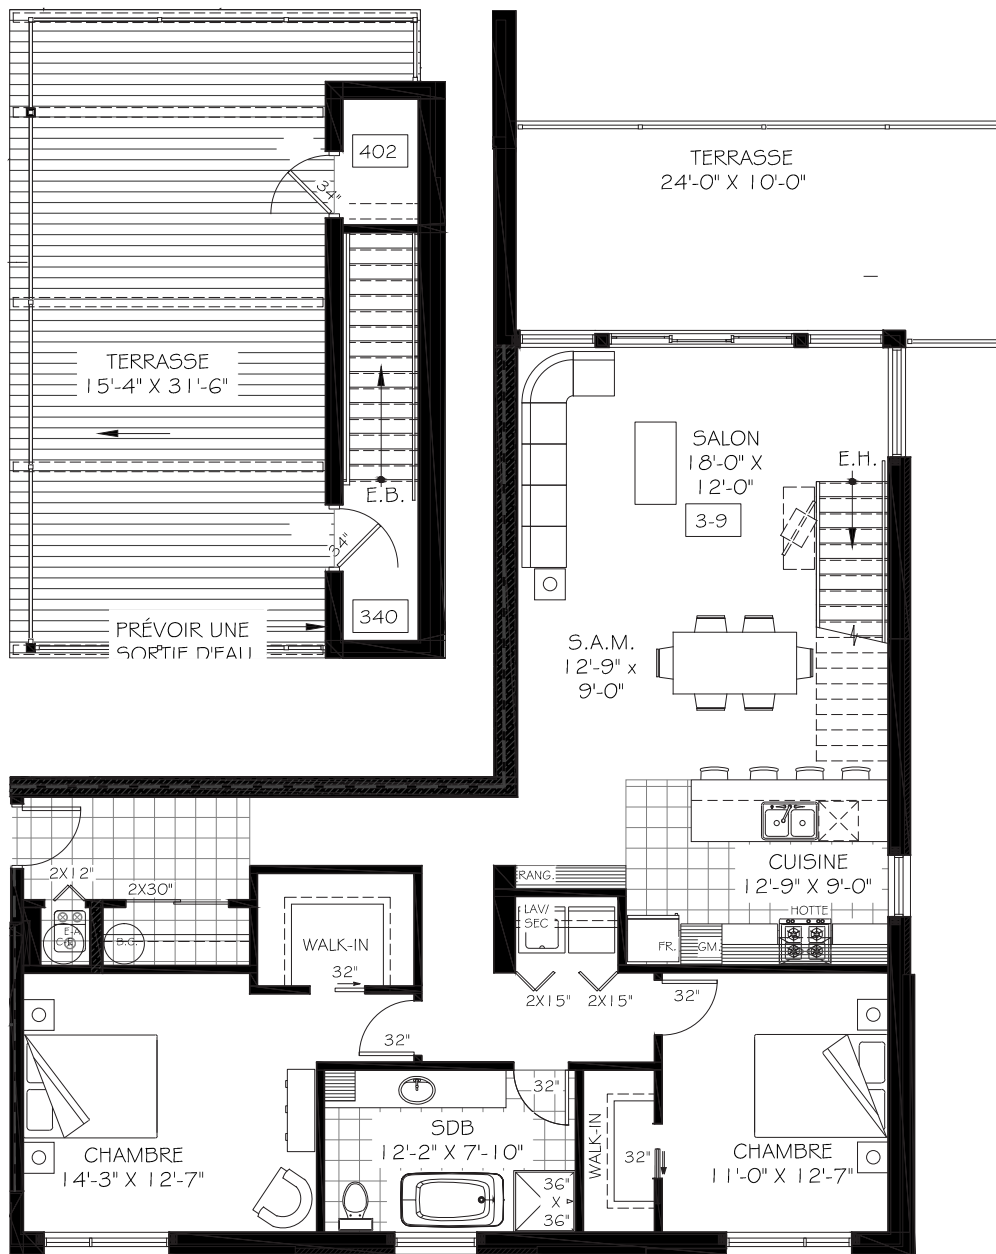 402
34"
TERRASSE
15'-4" X 31'-6"
E.B.
34"
340
PRÉVOIR UNE
SORTIE D'EAU
TERRASSE
24'-0" X 10'-0"
SALON
18'-0" X
12'-0"
3-9
E.H.
S.A.M.
12'-9" x
9'-0"
CUISINE
12'-9" X 9'-0"
HOTTE
RANG.
LAV/
SEC
FR.
GM.
2X12"
2X30"
E.A.
B.C.
WALK-IN
32"
2X15"
2X15"
32"
32"
32"
SDB
12'-2" X 7'-10"
36"
X
36"
WALK-IN
32"
CHAMBRE
14'-3" X 12'-7"
CHAMBRE
11'-0" X 12'-7"